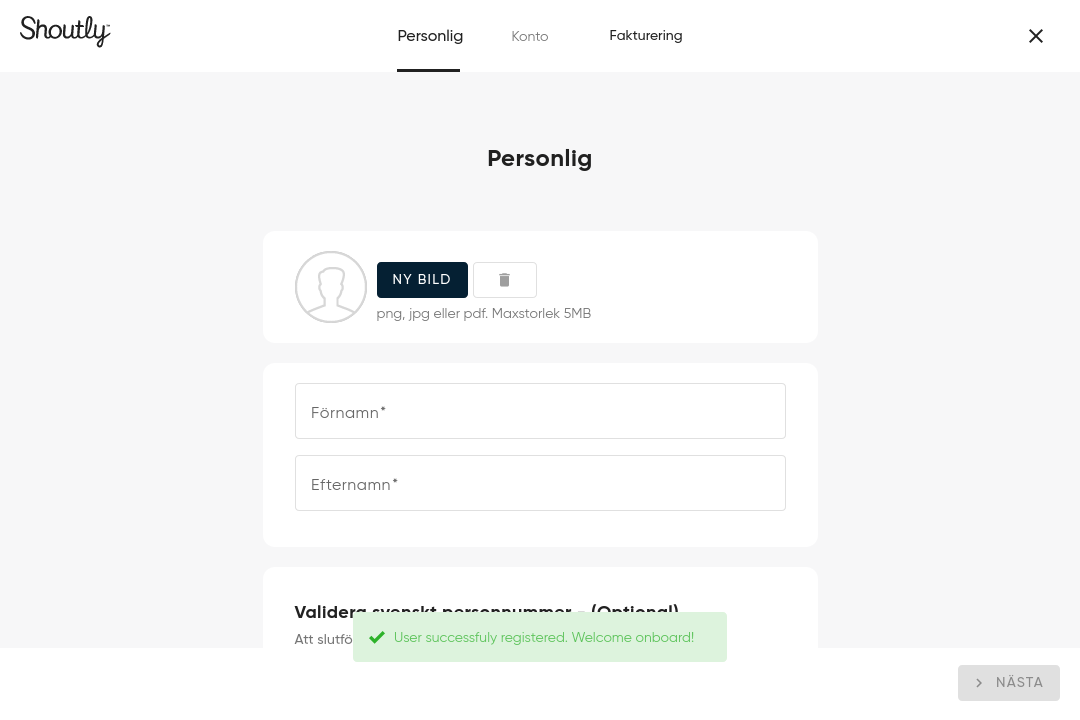 Shoutly
Personlig
Konto
Fakturering
Personlig
NY BILD
png, jpg eller pdf. Maxstorlek 5MB
Förnamn*
Efternamn*
Validera svenskt personnummer – (Optional)
Att slutfö
User successfuly registered. Welcome onboard!
NÄSTA